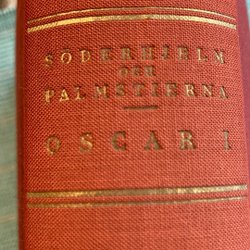 SÖDERHJELM
OCH
PALMSTIERNA
OSCAR I